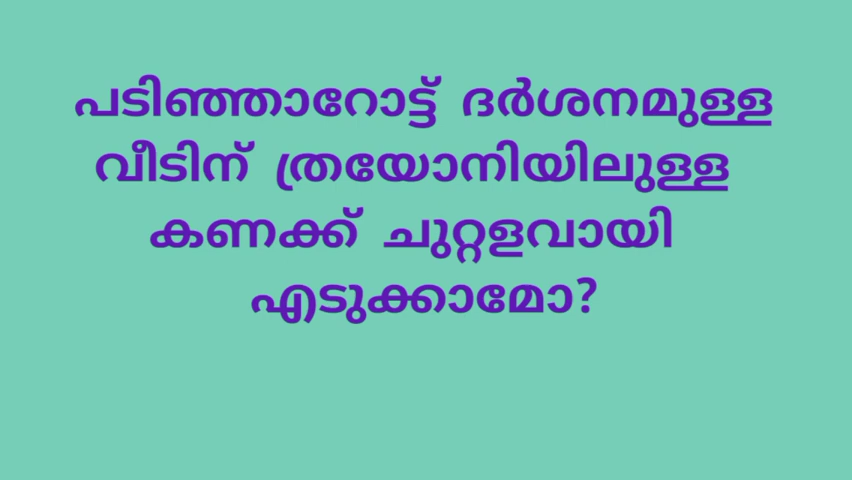 പടിഞ്ഞാറോട്ട് ദർശനമുള്ള
വീടിന് ത്രയോനിയിലുള്ള
കണക്ക് ചുറ്റളവായി
എടുക്കാമോ?